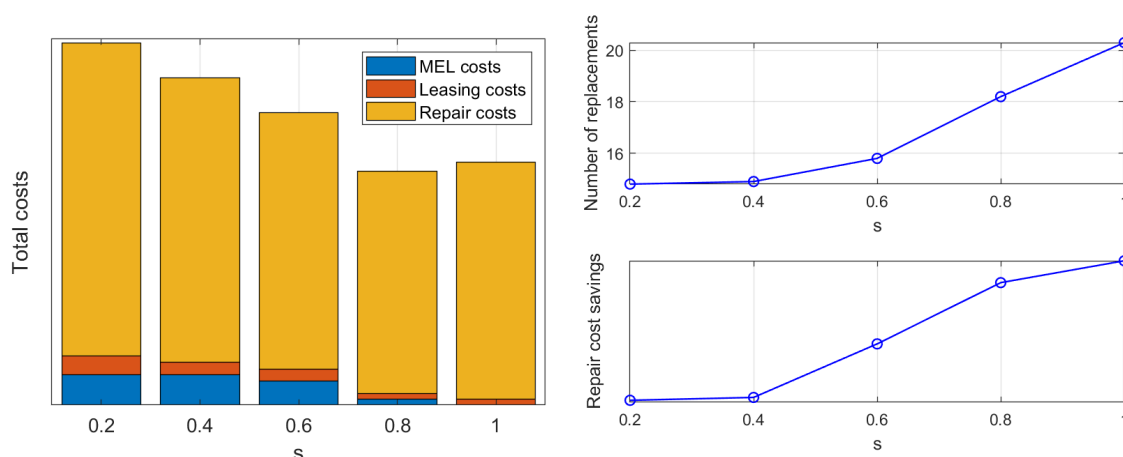 Total costs
MEL costs
Leasing costs
Repair costs
0.2 0.4 0.6 0.8 1
s
Number of replacements
20
18
16
0.2 0.4 0.6 0.8 1
s
Repair cost savings
0.2 0.4 0.6 0.8 1
s